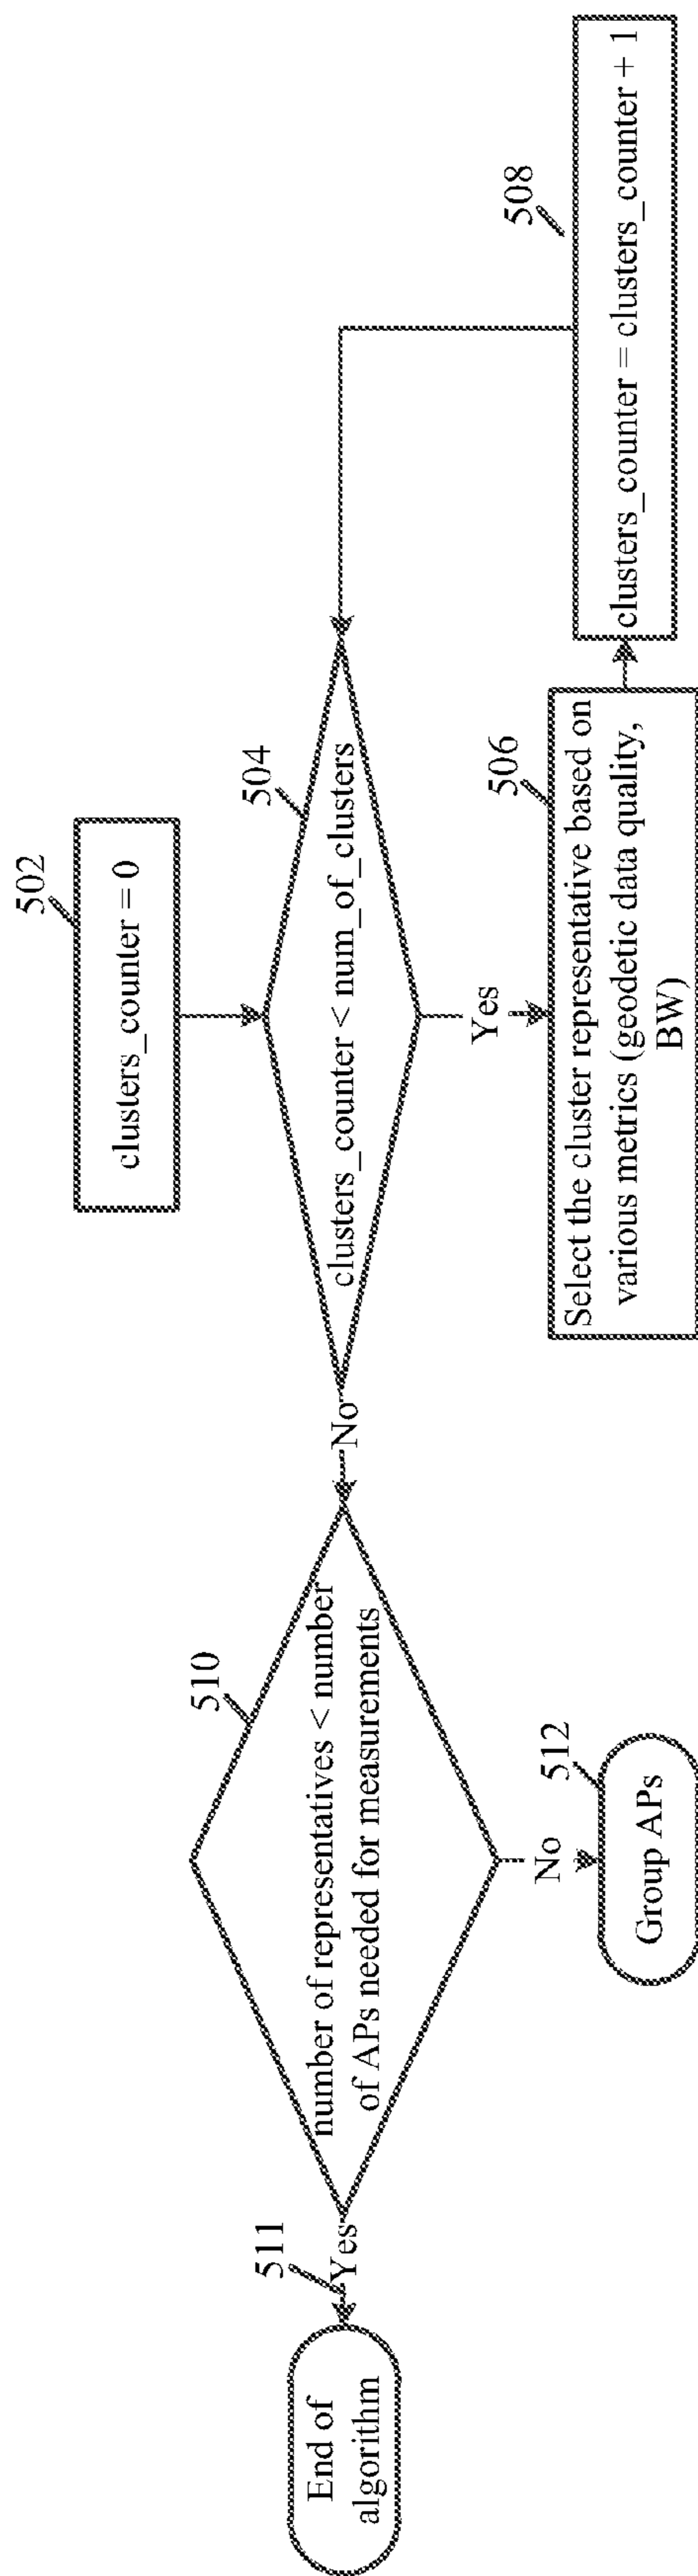 502
clusters_counter = 0
504
clusters_counter < num_of_clusters
Yes
506
Select the cluster representative based on
various metrics (geodetic data quality,
BW)
508
clusters_counter = clusters_counter + 1
No
510
number of representatives < number
of APs needed for measurements
511
Yes
End of
algorithm
No
512
Group APs